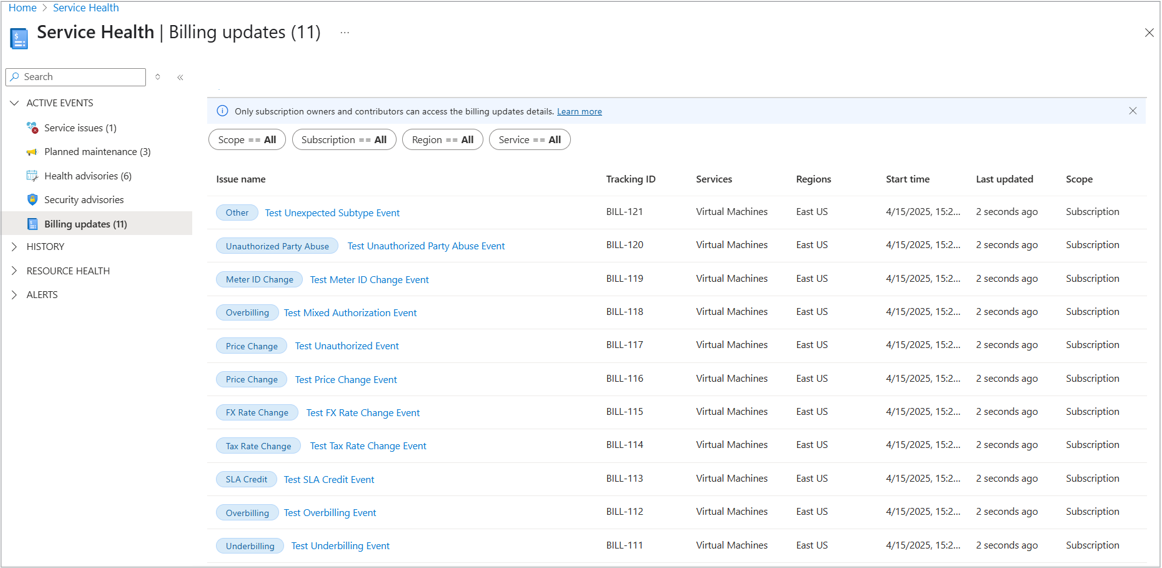 Home > Service Health
Service Health | Billing updates (11) ...
Search
ACTIVE EVENTS
Service issues (1)
Planned maintenance (3)
Health advisories (6)
Security advisories
Billing updates (11)
HISTORY
RESOURCE HEALTH
ALERTS
Only subscription owners and contributors can access the billing updates details. Learn more
Scope == All Subscription == All Region == All Service == All
Issue name Tracking ID Services Regions Start time Last updated Scope
Other Test Unexpected Subtype Event BILL-121 Virtual Machines East US 4/15/2025, 15:2... 2 seconds ago Subscription
Unauthorized Party Abuse Test Unauthorized Party Abuse Event BILL-120 Virtual Machines East US 4/15/2025, 15:2... 2 seconds ago Subscription
Meter ID Change Test Meter ID Change Event BILL-119 Virtual Machines East US 4/15/2025, 15:2... 2 seconds ago Subscription
Overbilling Test Mixed Authorization Event BILL-118 Virtual Machines East US 4/15/2025, 15:2... 2 seconds ago Subscription
Price Change Test Unauthorized Event BILL-117 Virtual Machines East US 4/15/2025, 15:2... 2 seconds ago Subscription
Price Change Test Price Change Event BILL-116 Virtual Machines East US 4/15/2025, 15:2... 2 seconds ago Subscription
FX Rate Change Test FX Rate Change Event BILL-115 Virtual Machines East US 4/15/2025, 15:2... 2 seconds ago Subscription
Tax Rate Change Test Tax Rate Change Event BILL-114 Virtual Machines East US 4/15/2025, 15:2... 2 seconds ago Subscription
SLA Credit Test SLA Credit Event BILL-113 Virtual Machines East US 4/15/2025, 15:2... 2 seconds ago Subscription
Overbilling Test Overbilling Event BILL-112 Virtual Machines East US 4/15/2025, 15:2... 2 seconds ago Subscription
Underbilling Test Underbilling Event BILL-111 Virtual Machines East US 4/15/2025, 15:2... 2 seconds ago Subscription